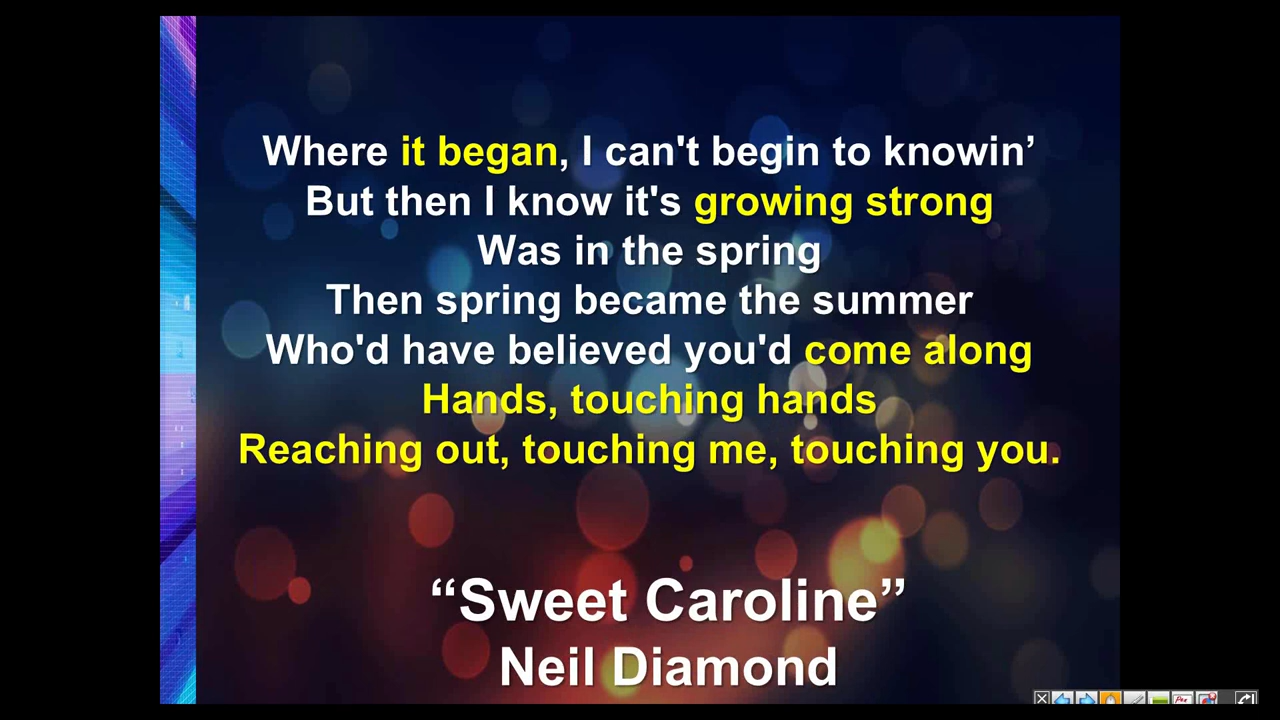 Where it began, I can't begin to knowin’
But then I know it's growing strong
Was in the spring
Then spring became the summer
Who'd have believed you'd come along
Hands, touching hands
Reaching out, touching me, touching you.
“Sweet Caroline”
Neil Diamond